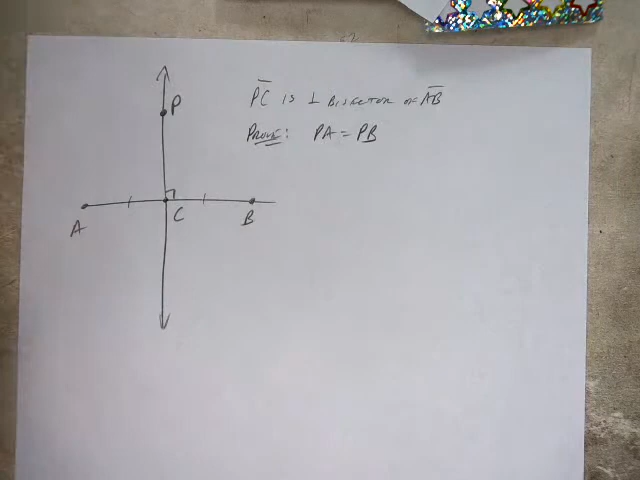 PC is ⊥ Bisector of AB
Prove: PA = PB
P
A
C
B